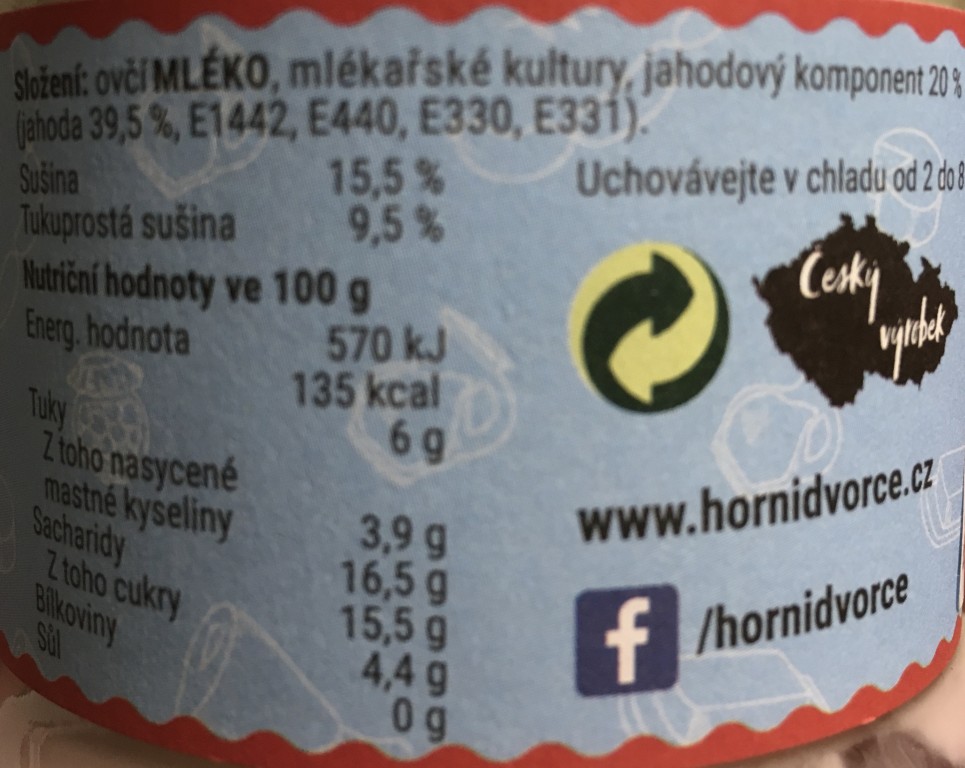 Složení: ovčí MLÉKO, mlékařské kultury, jahodový komponent 20 %
(jahoda 39,5 %, E1442, E440, E330, E331).
Sušina 15,5 %
Tukuprostá sušina 9,5 %
Uchovávejte v chladu od 2 do 8
Nutriční hodnoty ve 100 g
Energ. hodnota 570 kJ
135 kcal
Tuky 6 g
Z toho nasycené
mastné kyseliny 3,9 g
Sacharidy 16,5 g
Z toho cukry 15,5 g
Bílkoviny 4,4 g
Sůl 0 g
Český
výrobek
www.hornidvorce.cz
f /hornidvorce